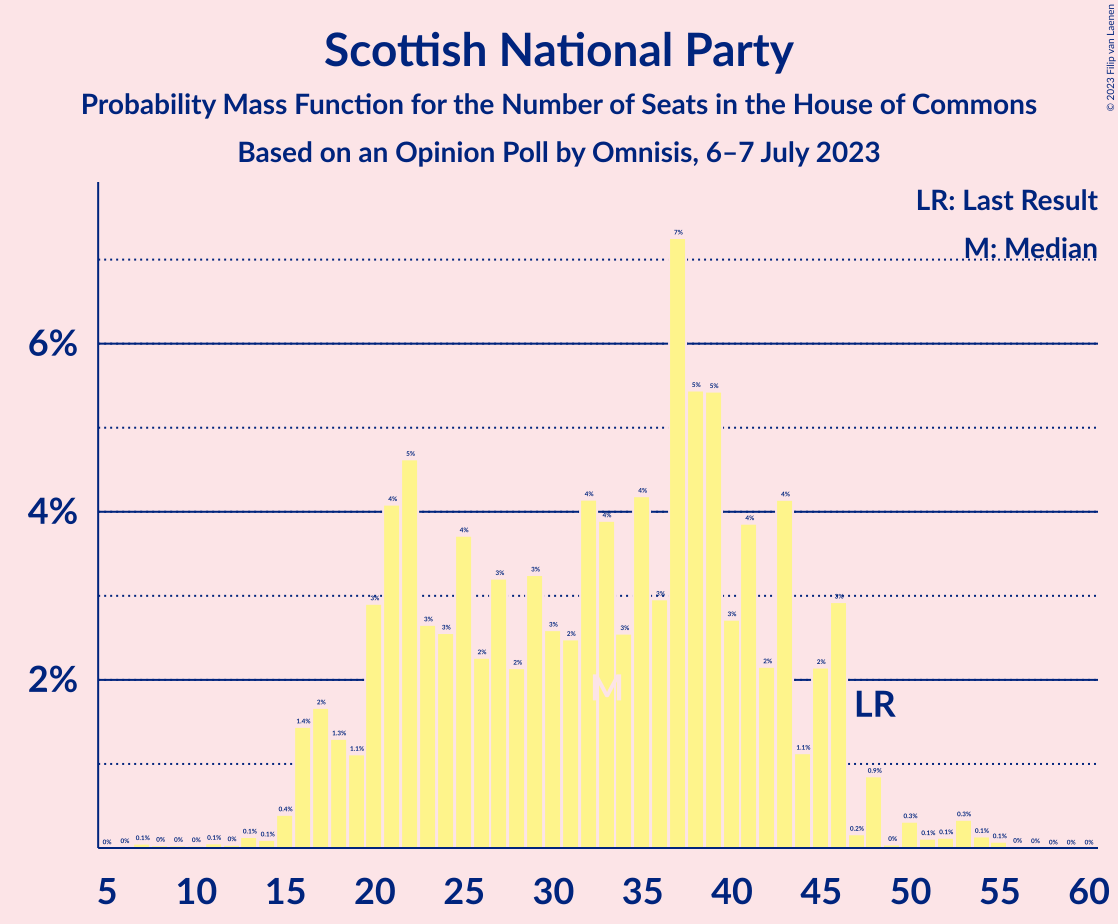 Scottish National Party
Probability Mass Function for the Number of Seats in the House of Commons
Based on an Opinion Poll by Omnisis, 6–7 July 2023
© 2023 Filip van Laenen
LR: Last Result
M: Median
6%
4%
2%
0% 0% 0.1% 0% 0% 0% 0.1% 0% 0.1% 0.1% 0.4% 1.4% 2% 1.3% 1.1% 3% 4% 5% 3% 3% 4% 2% 3% 2% 3% 3% 2% 4% 4% 3% 4% 3% 7% 5% 5% 3% 4% 2% 4% 1.1% 2% 3% 0.2% 0.9% 0% 0.3% 0.1% 0.1% 0.3% 0.1% 0.1% 0% 0% 0% 0% 0%
M
LR
5 10 15 20 25 30 35 40 45 50 55 60